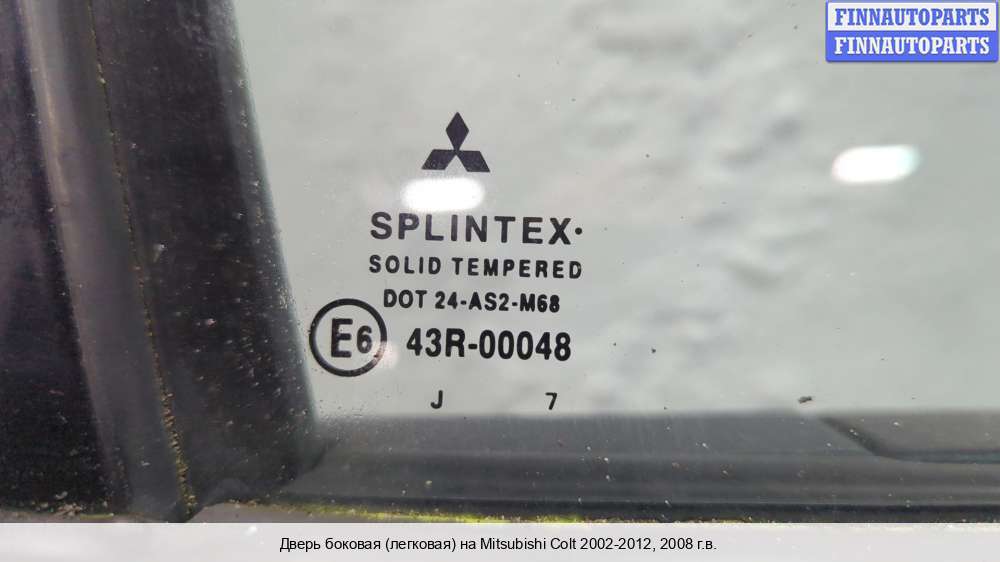 FINNAUTOPARTS
FINNAUTOPARTS
SPLINTEX·
SOLID TEMPERED
DOT 24-AS2-M68
E6 43R-00048
J 7
Дверь боковая (легковая) на Mitsubishi Colt 2002-2012, 2008 г.в.